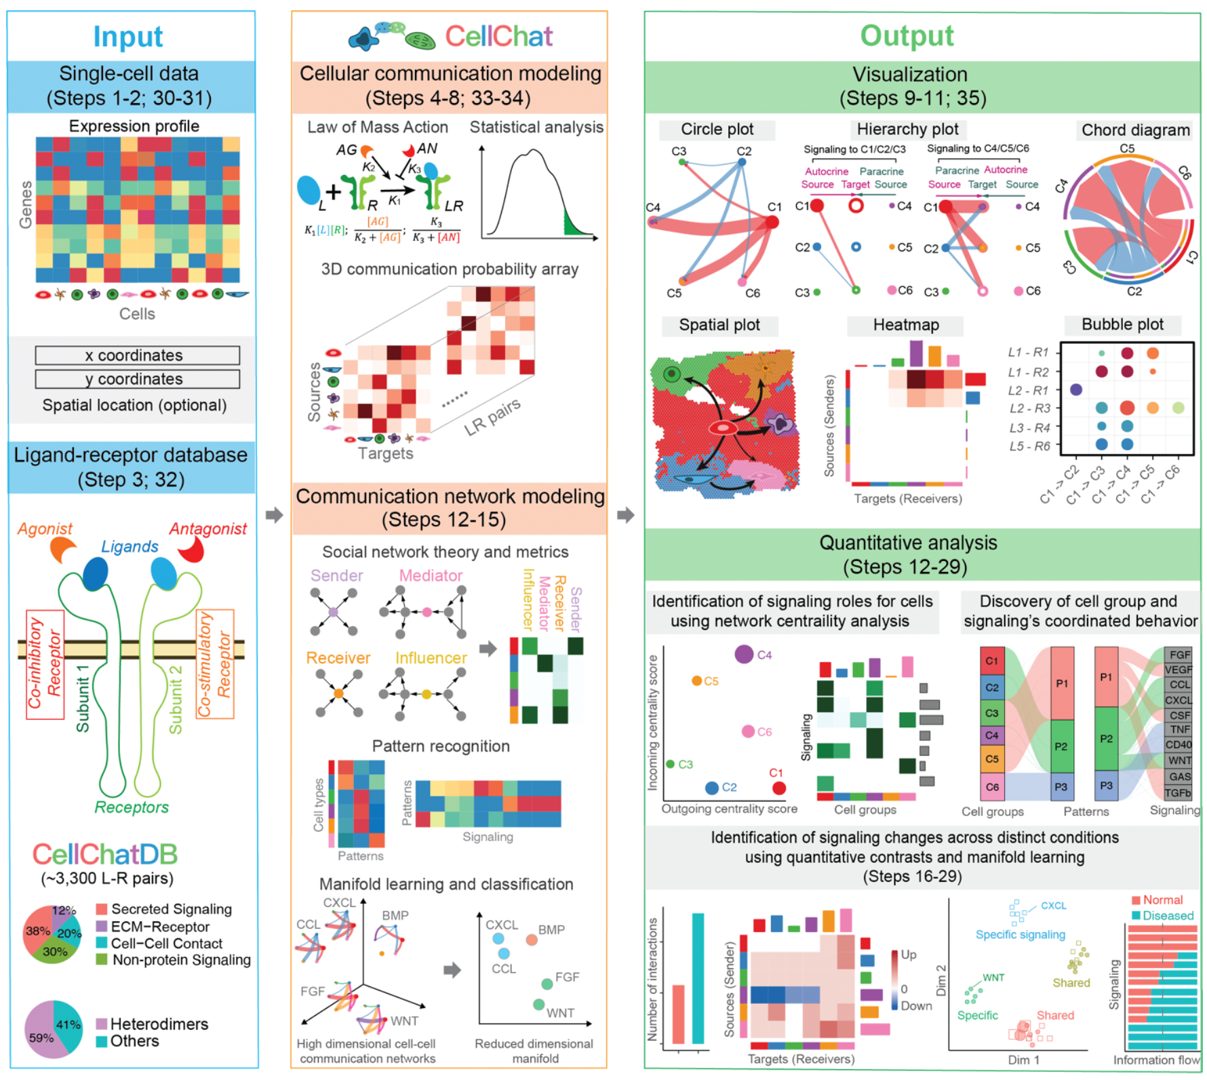 Input
Single-cell data
(Steps 1-2; 30-31)
Expression profile
Genes
Cells
x coordinates
y coordinates
Spatial location (optional)
Ligand-receptor database
(Step 3; 32)
Agonist
Antagonist
Ligands
Co-inhibitory
Receptor
Subunit 1
Subunit 2
Co-stimulatory
Receptor
Receptors
CellChatDB
(~3,300 L-R pairs)
12%
38%
20%
30%
Secreted Signaling
ECM-Receptor
Cell-Cell Contact
Non-protein Signaling
41%
59%
Heterodimers
Others
CellChat
Cellular communication modeling
(Steps 4-8; 33-34)
Law of Mass Action
Statistical analysis
AG
AN
K2
K3
L
+
R
K1
LR
K1[L][R]; [AG] / K2 + [AG]; K3 / K3 + [AN]
3D communication probability array
Sources
Targets
......
LR pairs
Communication network modeling
(Steps 12-15)
Social network theory and metrics
Sender
Mediator
Receiver
Influencer
Influencer
Mediator
Receiver
Sender
Pattern recognition
Cell types
Patterns
Patterns
Signaling
Manifold learning and classification
CXCL
CCL
BMP
FGF
WNT
High dimensional cell-cell
communication networks
CXCL
BMP
CCL
FGF
WNT
Reduced dimensional
manifold
Output
Visualization
(Steps 9-11; 35)
Circle plot
C3
C2
C4
C1
C5
C6
Hierarchy plot
Signaling to C1/C2/C3
Autocrine
Paracrine
Source
Target
Source
C1
C4
C2
C5
C3
C6
Signaling to C4/C5/C6
Paracrine
Autocrine
Source
Target
Source
C1
C4
C2
C5
C3
C6
Chord diagram
C5
C4
C6
C3
C1
C2
Spatial plot
Heatmap
Sources (Senders)
Targets (Receivers)
Bubble plot
L1 - R1
L1 - R2
L2 - R1
L2 - R3
L3 - R4
L5 - R6
C1 -> C2
C1 -> C3
C1 -> C4
C1 -> C5
C1 -> C6
Quantitative analysis
(Steps 12-29)
Identification of signaling roles for cells
using network centraility analysis
Incoming centrality score
C4
C5
C6
C3
C2
C1
Outgoing centrality score
Signaling
Cell groups
Discovery of cell group and
signaling's coordinated behavior
C1
C2
C3
C4
C5
C6
P1
P2
P3
P1
P2
P3
FGF
VEGF
CCL
CXCL
CSF
TNF
CD40
WNT
GAS
TGFb
Cell groups
Patterns
Signaling
Identification of signaling changes across distinct conditions
using quantitative contrasts and manifold learning
(Steps 16-29)
Number of interactions
Sources (Sender)
Targets (Receivers)
Up
0
Down
Dim 2
CXCL
Specific signaling
Shared
WNT
Specific
Shared
Dim 1
Normal
Diseased
Signaling
Information flow